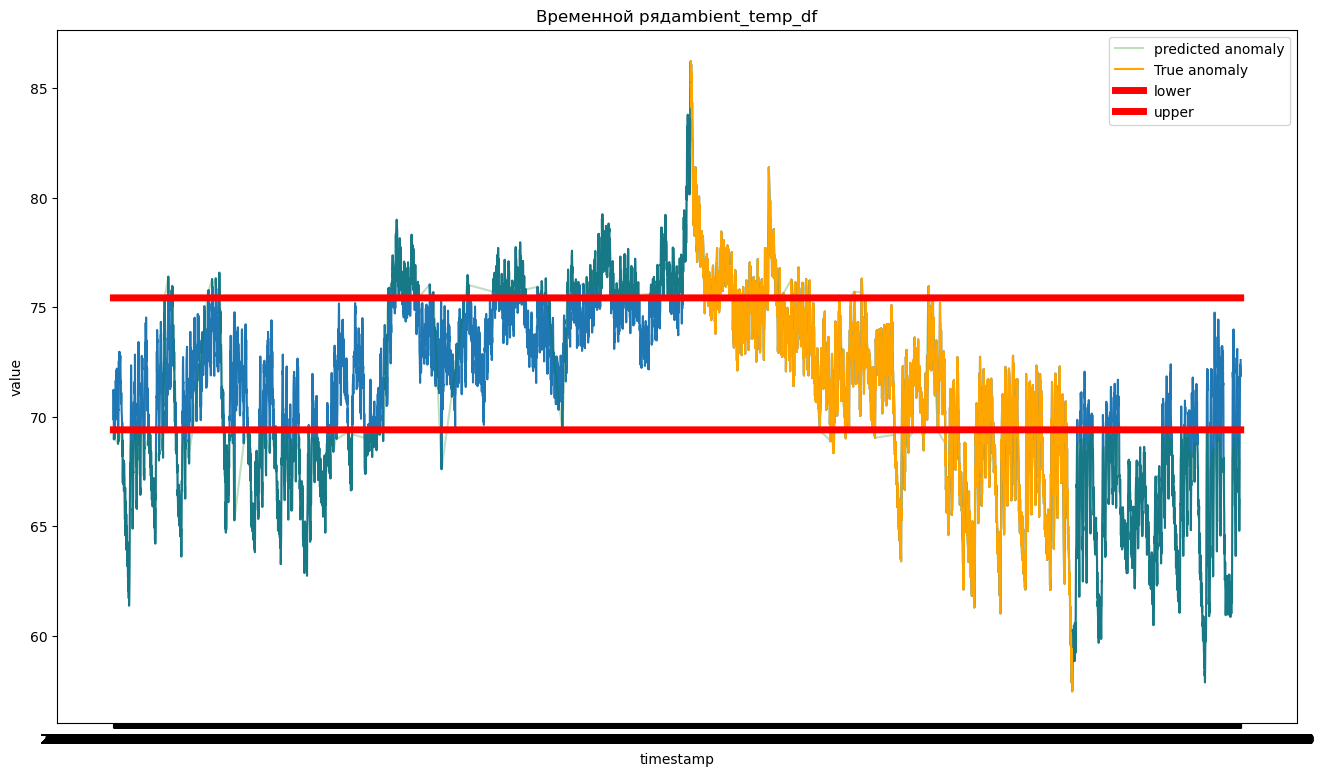 Временной рядambient_temp_df
predicted anomaly
True anomaly
lower
upper
value
85
80
75
70
65
60
timestamp